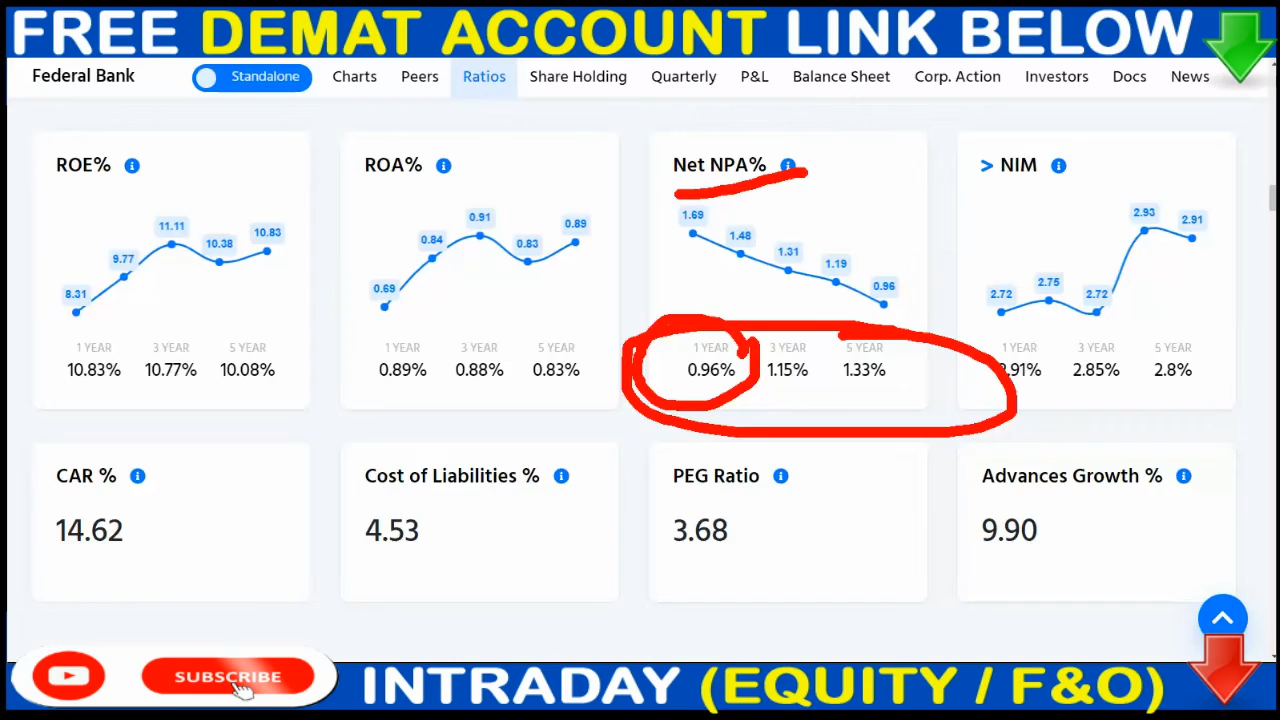 FREE DEMAT ACCOUNT LINK BELOW
Federal Bank Standalone Charts Peers Ratios Share Holding Quarterly P&L Balance Sheet Corp. Action Investors Docs News
ROE%
8.31 9.77 11.11 10.38 10.83
1 YEAR 3 YEAR 5 YEAR
10.83% 10.77% 10.08%
ROA%
0.69 0.84 0.91 0.83 0.89
1 YEAR 3 YEAR 5 YEAR
0.89% 0.88% 0.83%
Net NPA%
1.69 1.48 1.31 1.19 0.96
1 YEAR 3 YEAR 5 YEAR
0.96% 1.15% 1.33%
> NIM
2.72 2.75 2.72 2.93 2.91
1 YEAR 3 YEAR 5 YEAR
2.91% 2.85% 2.8%
CAR %
14.62
Cost of Liabilities %
4.53
PEG Ratio
3.68
Advances Growth %
9.90
SUBSCRIBE
INTRADAY (EQUITY / F&O)